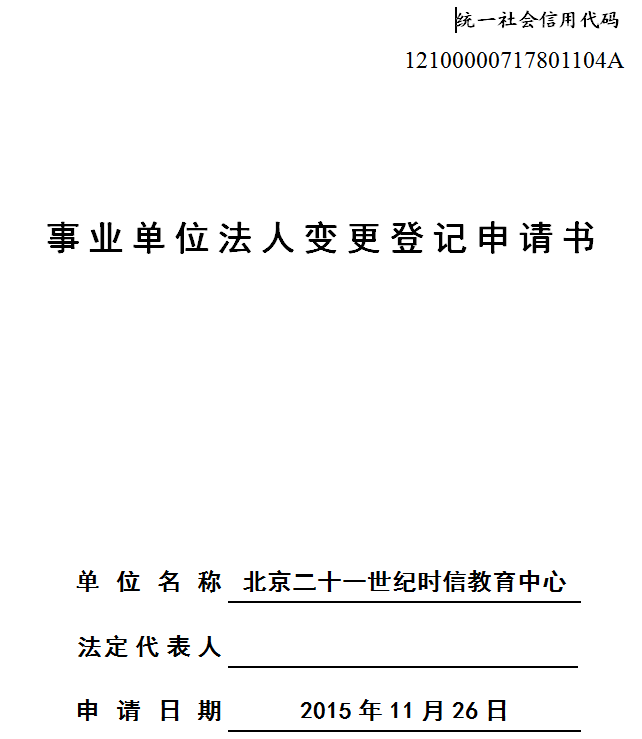 统一社会信用代码
12100000717801104A
事业单位法人变更登记申请书
单位名称 北京二十一世纪时信教育中心
法定代表人
申请日期 2015年11月26日